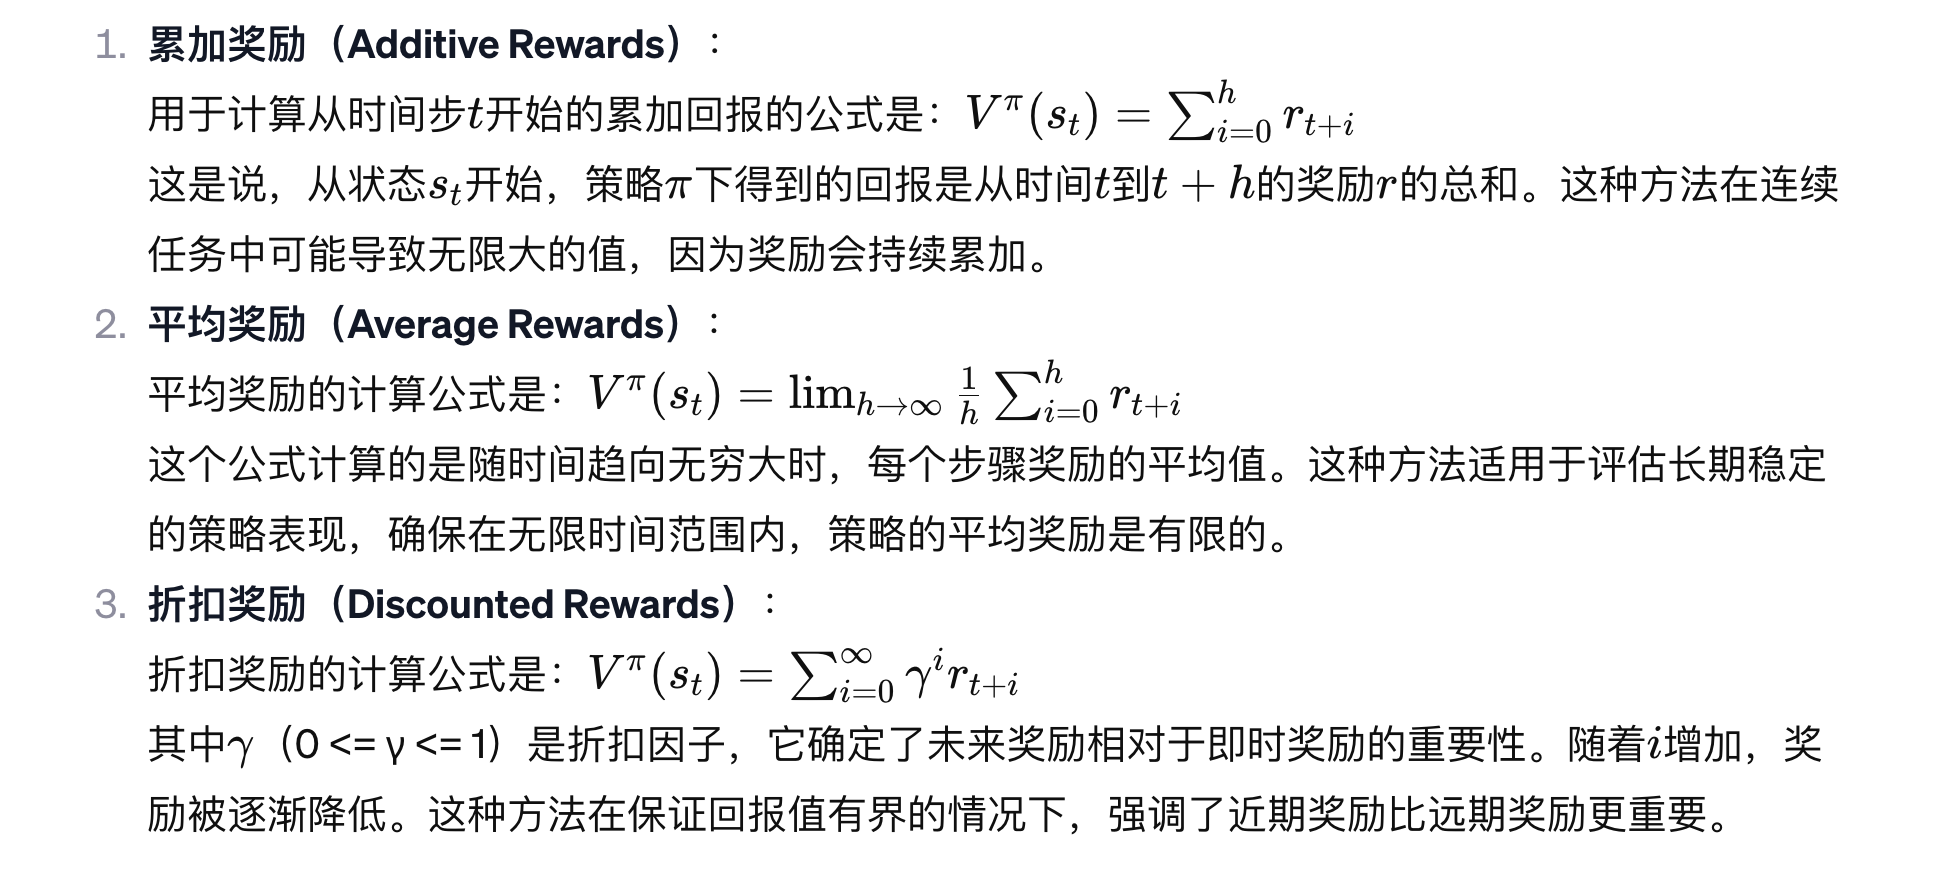 1. 累加奖励（Additive Rewards）：
用于计算从时间步t开始的累加回报的公式是：V^π(s_t) = ∑_{i=0}^{h} r_{t+i}
这是说，从状态s_t开始，策略π下得到的回报是从时间t到t + h的奖励r的总和。这种方法在连续
任务中可能导致无限大的值，因为奖励会持续累加。
2. 平均奖励（Average Rewards）：
平均奖励的计算公式是：V^π(s_t) = lim_{h→∞} \frac{1}{h} ∑_{i=0}^{h} r_{t+i}
这个公式计算的是随时间趋向无穷大时，每个步骤奖励的平均值。这种方法适用于评估长期稳定
的策略表现，确保在无限时间范围内，策略的平均奖励是有限的。
3. 折扣奖励（Discounted Rewards）：
折扣奖励的计算公式是：V^π(s_t) = ∑_{i=0}^{∞} γ^i r_{t+i}
其中γ（0 <= γ <= 1）是折扣因子，它确定了未来奖励相对于即时奖励的重要性。随着i增加，奖
励被逐渐降低。这种方法在保证回报值有界的情况下，强调了近期奖励比远期奖励更重要。